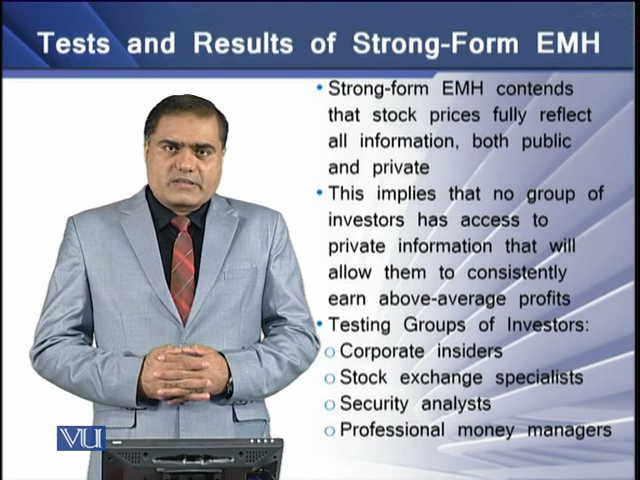 Tests and Results of Strong-Form EMH
• Strong-form EMH contends
that stock prices fully reflect
all information, both public
and private
• This implies that no group of
investors has access to
private information that will
allow them to consistently
earn above-average profits
• Testing Groups of Investors:
o Corporate insiders
o Stock exchange specialists
o Security analysts
o Professional money managers
VU